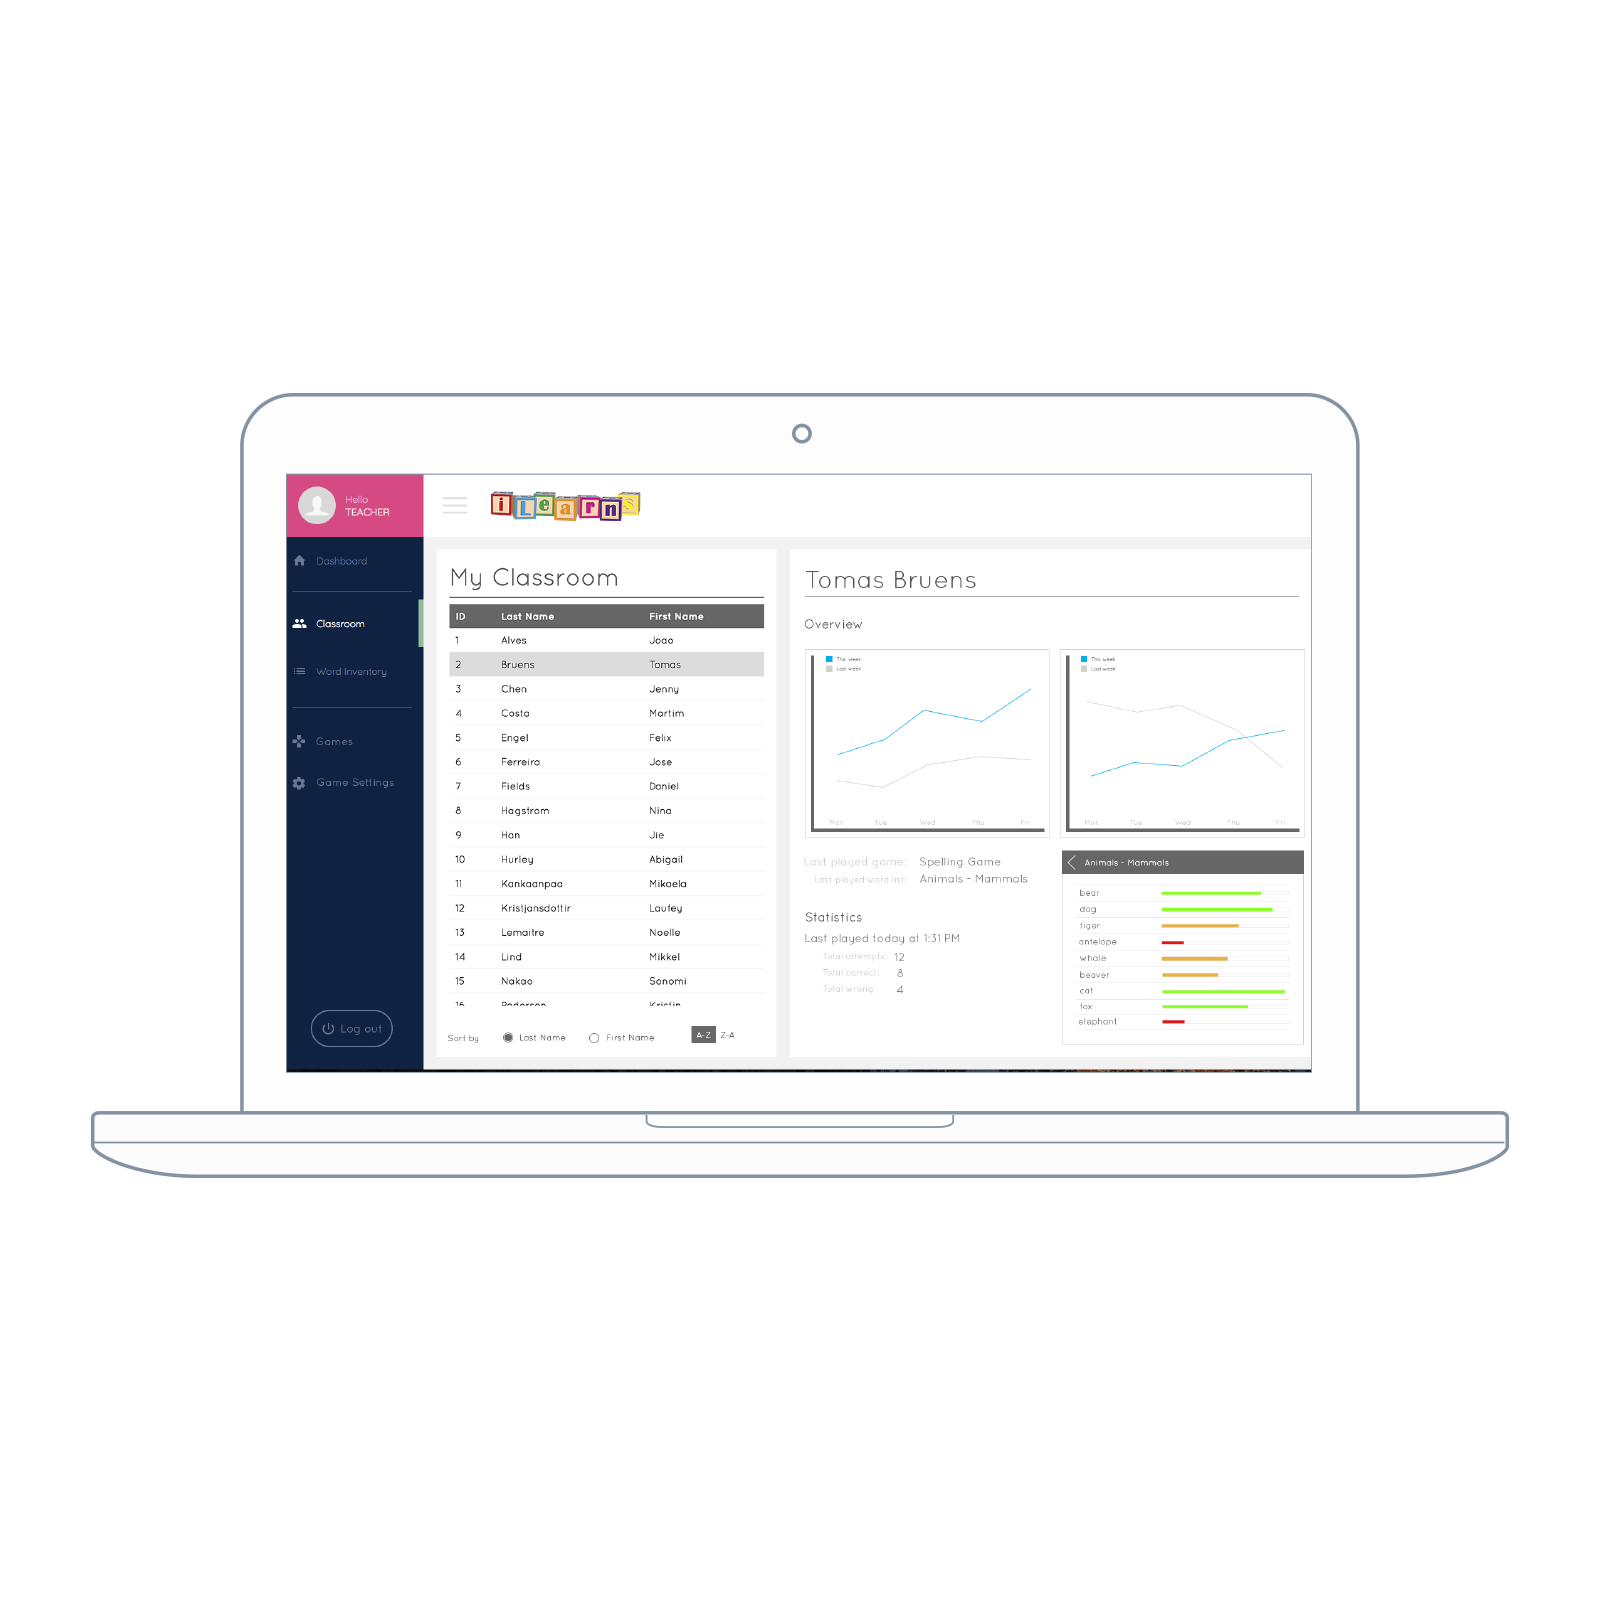 Hello
TEACHER
iLearns
Dashboard
Classroom
Word Inventory
Games
Game Settings
Log out
My Classroom
ID Last Name First Name
1 Alves Joao
2 Bruens Tomas
3 Chen Jenny
4 Costa Martim
5 Engel Felix
6 Ferreira Jose
7 Fields Daniel
8 Hagstrom Nina
9 Han Jie
10 Hurley Abigail
11 Kankaanpaa Mikaela
12 Kristjansdottir Laufey
13 Lemaitre Noelle
14 Lind Mikkel
15 Nakao Sonomi
16 Pedersen Kristin
Sort by Last Name First Name A-Z Z-A
Tomas Bruens
Overview
This week
Last week
Mon Tue Wed Thu Fri
This week
Last week
Mon Tue Wed Thu Fri
Last played game: Spelling Game
Last played word list: Animals - Mammals
Statistics
Last played today at 1:31 PM
Total attempts: 12
Total correct: 8
Total wrong: 4
Animals - Mammals
bear
dog
tiger
antelope
whale
beaver
cat
fox
elephant